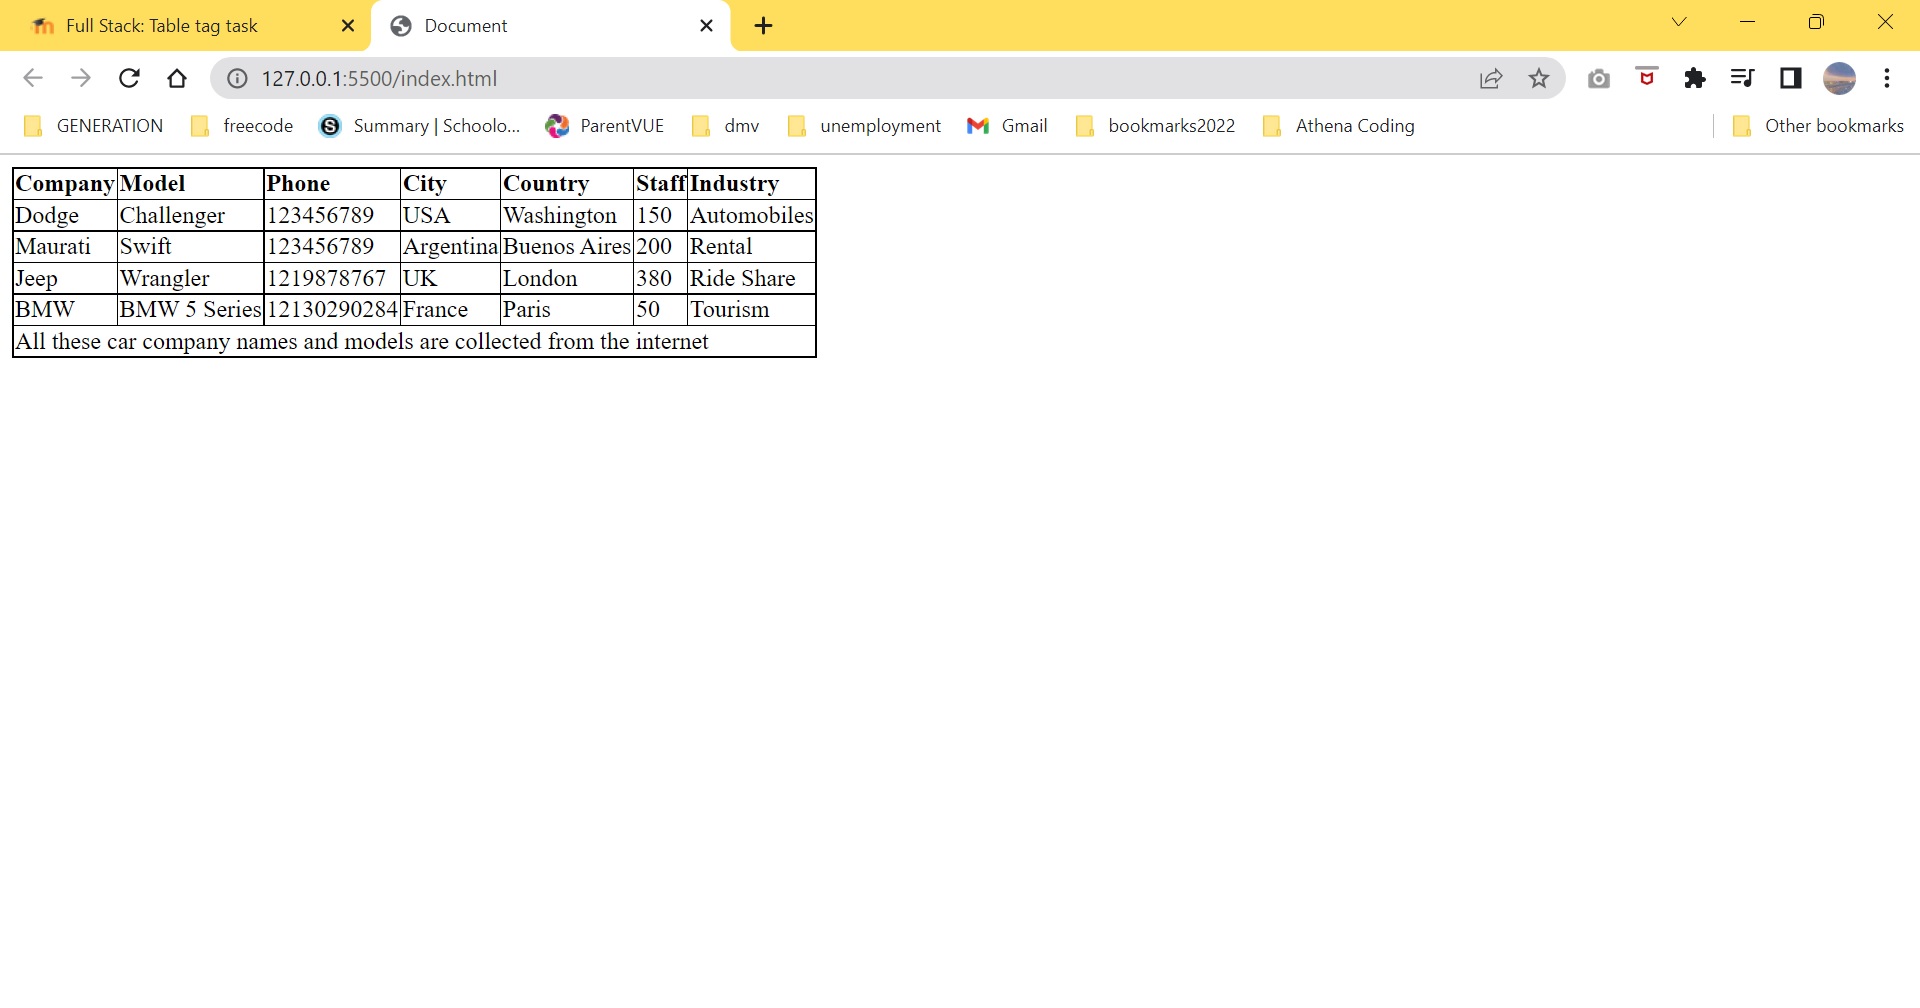 Full Stack: Table tag task
Document
127.0.0.1:5500/index.html
GENERATION freecode Summary | Schoolo... ParentVUE dmv unemployment Gmail bookmarks2022 Athena Coding Other bookmarks
Company Model Phone City Country Staff Industry
Dodge Challenger 123456789 USA Washington 150 Automobiles
Maurati Swift 123456789 Argentina Buenos Aires 200 Rental
Jeep Wrangler 1219878767 UK London 380 Ride Share
BMW BMW 5 Series 12130290284 France Paris 50 Tourism
All these car company names and models are collected from the internet